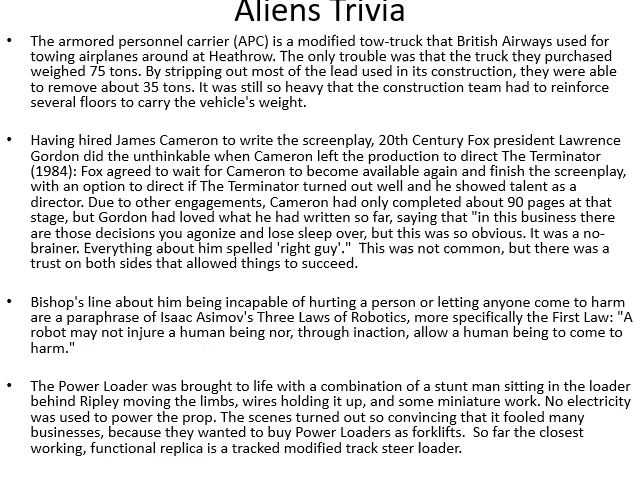 Aliens Trivia
• The armored personnel carrier (APC) is a modified tow-truck that British Airways used for
towing airplanes around at Heathrow. The only trouble was that the truck they purchased
weighed 75 tons. By stripping out most of the lead used in its construction, they were able
to remove about 35 tons. It was still so heavy that the construction team had to reinforce
several floors to carry the vehicle's weight.
• Having hired James Cameron to write the screenplay, 20th Century Fox president Lawrence
Gordon did the unthinkable when Cameron left the production to direct The Terminator
(1984): Fox agreed to wait for Cameron to become available again and finish the screenplay,
with an option to direct if The Terminator turned out well and he showed talent as a
director. Due to other engagements, Cameron had only completed about 90 pages at that
stage, but Gordon had loved what he had written so far, saying that "in this business there
are those decisions you agonize and lose sleep over, but this was so obvious. It was a no-
brainer. Everything about him spelled 'right guy'."  This was not common, but there was a
trust on both sides that allowed things to succeed.
• Bishop's line about him being incapable of hurting a person or letting anyone come to harm
are a paraphrase of Isaac Asimov's Three Laws of Robotics, more specifically the First Law: "A
robot may not injure a human being nor, through inaction, allow a human being to come to
harm."
• The Power Loader was brought to life with a combination of a stunt man sitting in the loader
behind Ripley moving the limbs, wires holding it up, and some miniature work. No electricity
was used to power the prop. The scenes turned out so convincing that it fooled many
businesses, because they wanted to buy Power Loaders as forklifts.  So far the closest
working, functional replica is a tracked modified track steer loader.